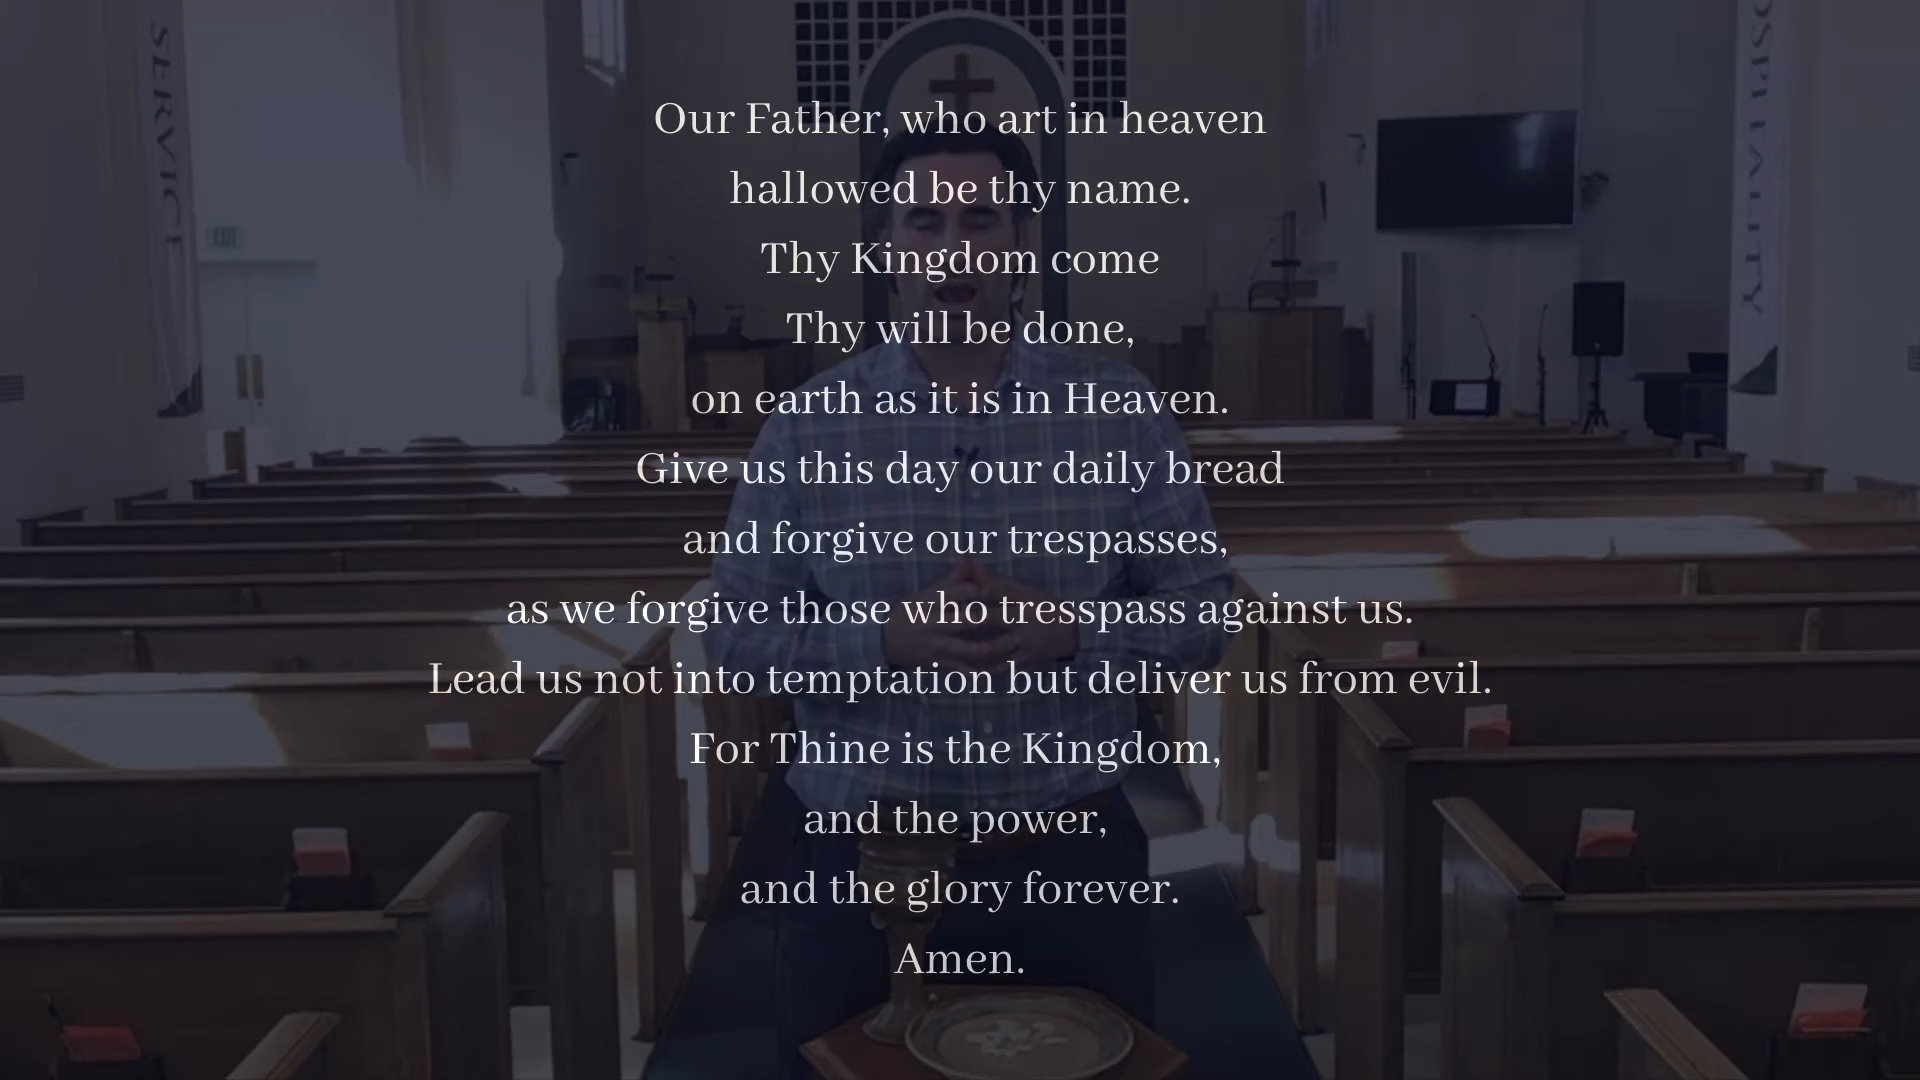 SERVICE
HOSPITALITY
Our Father, who art in heaven
hallowed be thy name.
Thy Kingdom come
Thy will be done,
on earth as it is in Heaven.
Give us this day our daily bread
and forgive our trespasses,
as we forgive those who tresspass against us.
Lead us not into temptation but deliver us from evil.
For Thine is the Kingdom,
and the power,
and the glory forever.
Amen.